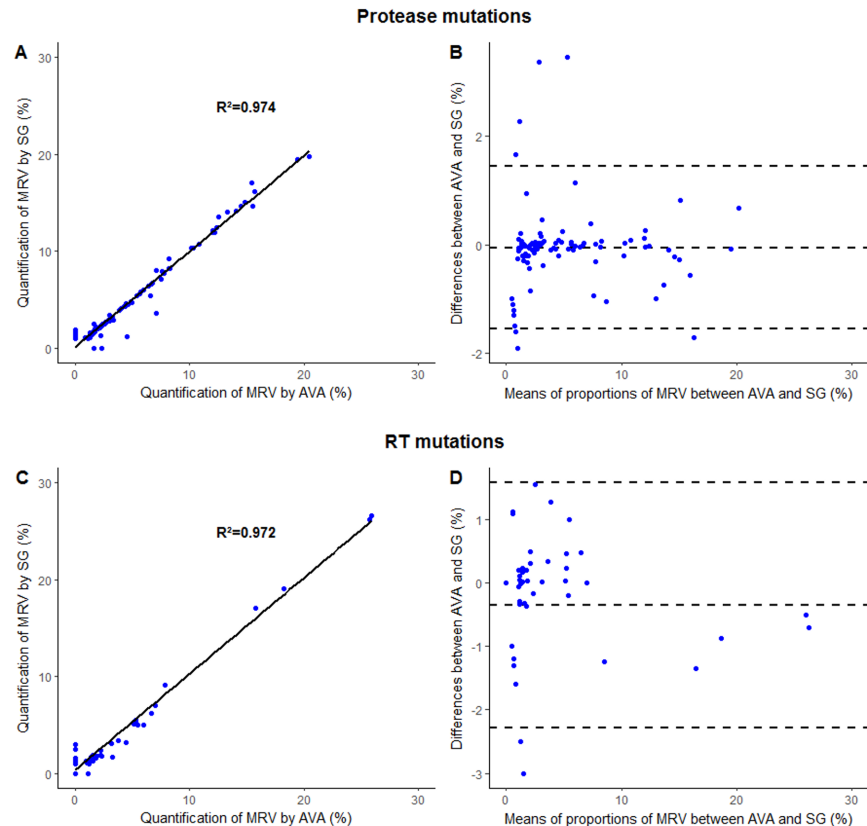 Protease mutations
A
B
30
20
10
0
R²=0.974
Quantification of MRV by SG (%)
0
10
20
30
Quantification of MRV by AVA (%)
2
0
-2
Differences between AVA and SG (%)
0
10
20
30
Means of proportions of MRV between AVA and SG (%)
RT mutations
C
D
30
20
10
0
R²=0.972
Quantification of MRV by SG (%)
0
10
20
30
Quantification of MRV by AVA (%)
1
0
-1
-2
-3
Differences between AVA and SG (%)
0
10
20
30
Means of proportions of MRV between AVA and SG (%)